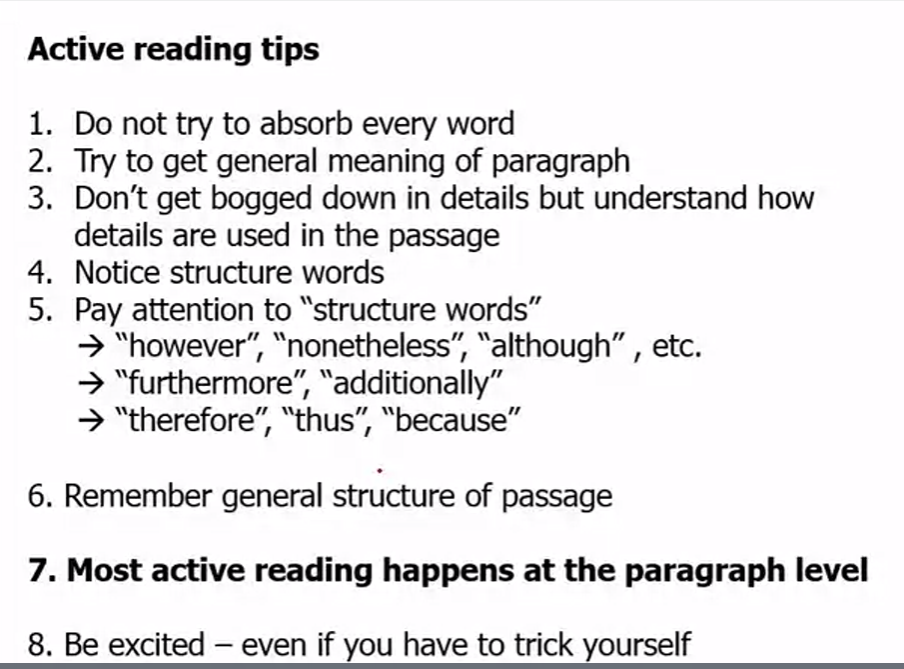 Active reading tips
1. Do not try to absorb every word
2. Try to get general meaning of paragraph
3. Don't get bogged down in details but understand how
details are used in the passage
4. Notice structure words
5. Pay attention to “structure words”
→ “however”, “nonetheless”, “although” , etc.
→ “furthermore”, “additionally”
→ “therefore”, “thus”, “because”
6. Remember general structure of passage
7. Most active reading happens at the paragraph level
8. Be excited – even if you have to trick yourself